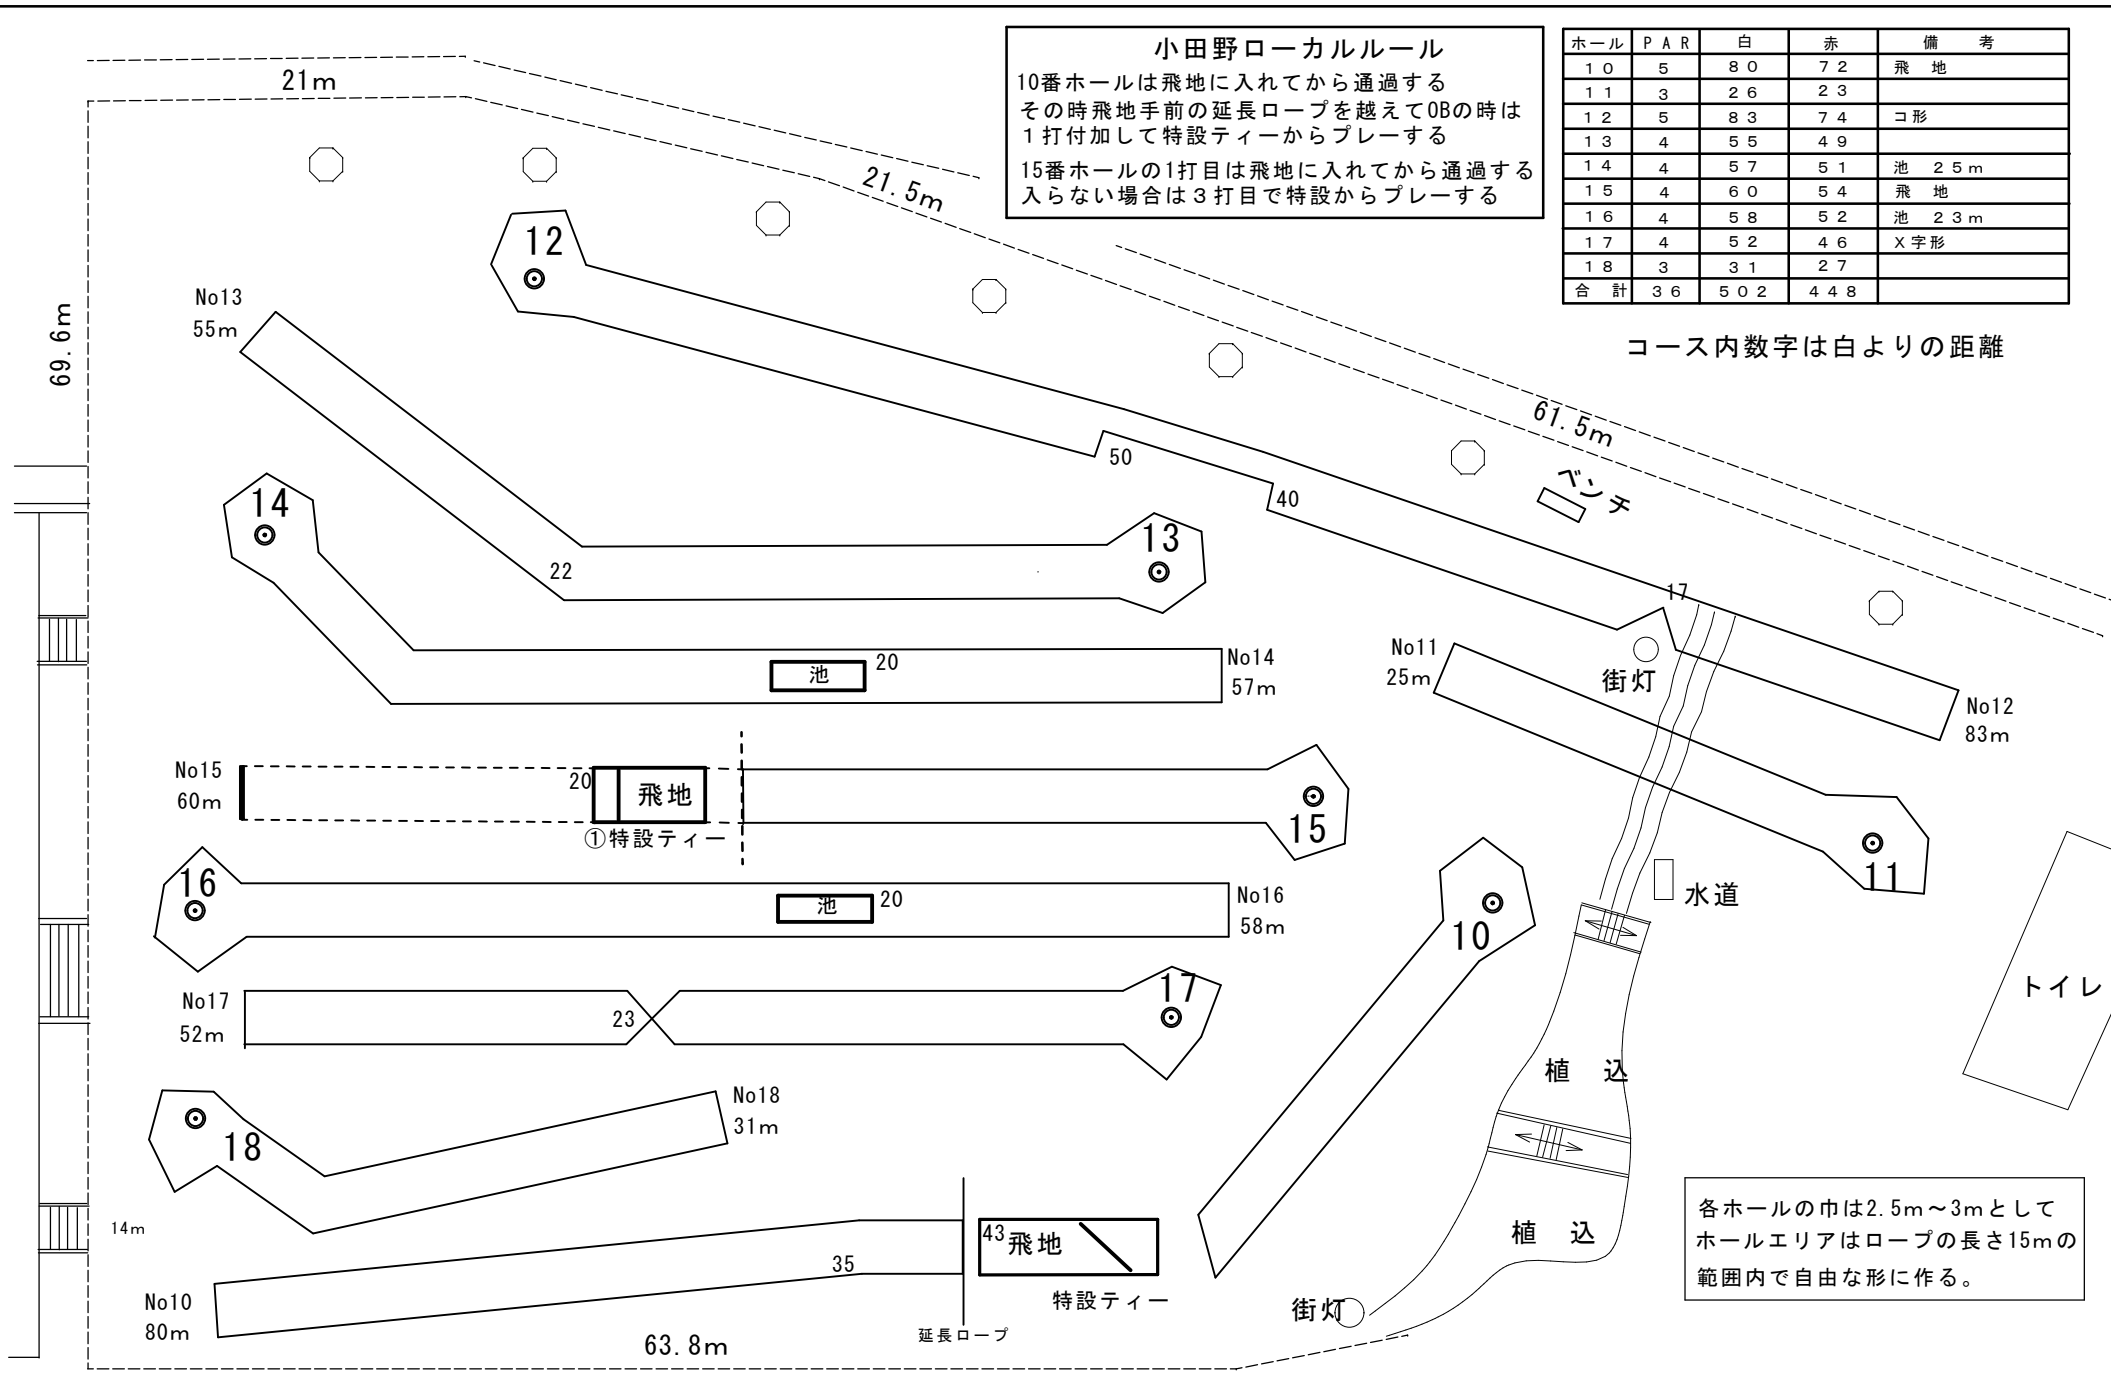 小田野ローカルルール
10番ホールは飛地に入れてから通過する
その時飛地手前の延長ロープを越えてOBの時は
1打付加して特設ティーからプレーする
15番ホールの1打目は飛地に入れてから通過する
入らない場合は3打目で特設からプレーする
ホール PAR 白 赤 備考
10 5 80 72 飛地
11 3 26 23
12 5 83 74 コ形
13 4 55 49
14 4 57 51 池 25m
15 4 60 54 飛地
16 4 58 52 池 23m
17 4 52 46 X字形
18 3 31 27
合計 36 502 448
コース内数字は白よりの距離
21m
21.5m
61.5m
69.6m
12
No13
55m
50
40
ベンチ
14
22
13
17
街灯
No11
25m
No12
83m
池
20
No14
57m
No15
60m
20
飛地
①特設ティー
15
11
水道
16
池
20
No16
58m
10
トイレ
No17
52m
23
17
植込
18
No18
31m
14m
35
43
飛地
特設ティー
延長ロープ
植込
街灯
No10
80m
63.8m
各ホールの巾は2.5m～3mとして
ホールエリアはロープの長さ15mの
範囲内で自由な形に作る。